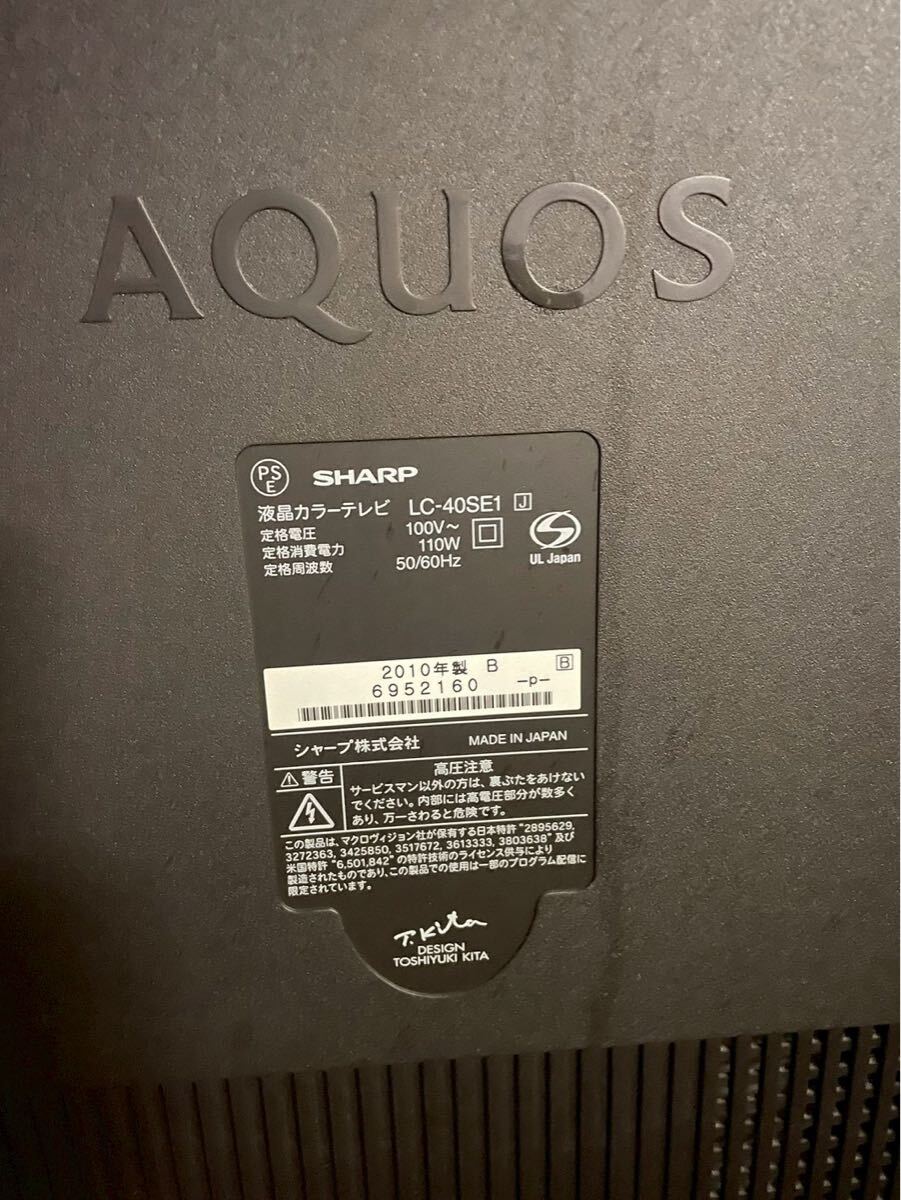 AQUOS
PS
E
SHARP
液晶カラーテレビ LC-40SE1 J
定格電圧 100V～
定格消費電力 110W
定格周波数 50/60Hz
UL Japan
2010年製 B B
6952160 -p-
シャープ株式会社 MADE IN JAPAN
警告
高圧注意
サービスマン以外の方は、裏ぶたをあけない
でください。内部には高電圧部分が数多く
あり、万一さわると危険です。
この製品は、マクロヴィジョン社が保有する日本特許 "2895629,
3272363, 3425850, 3517672, 3613333, 3803638" 及び
米国特許 "6,501,842" の特許技術のライセンス供与により
製造されたものであり、この製品での使用は一部のプログラム配信に
限定されています。
T.Kita
DESIGN
TOSHIYUKI KITA